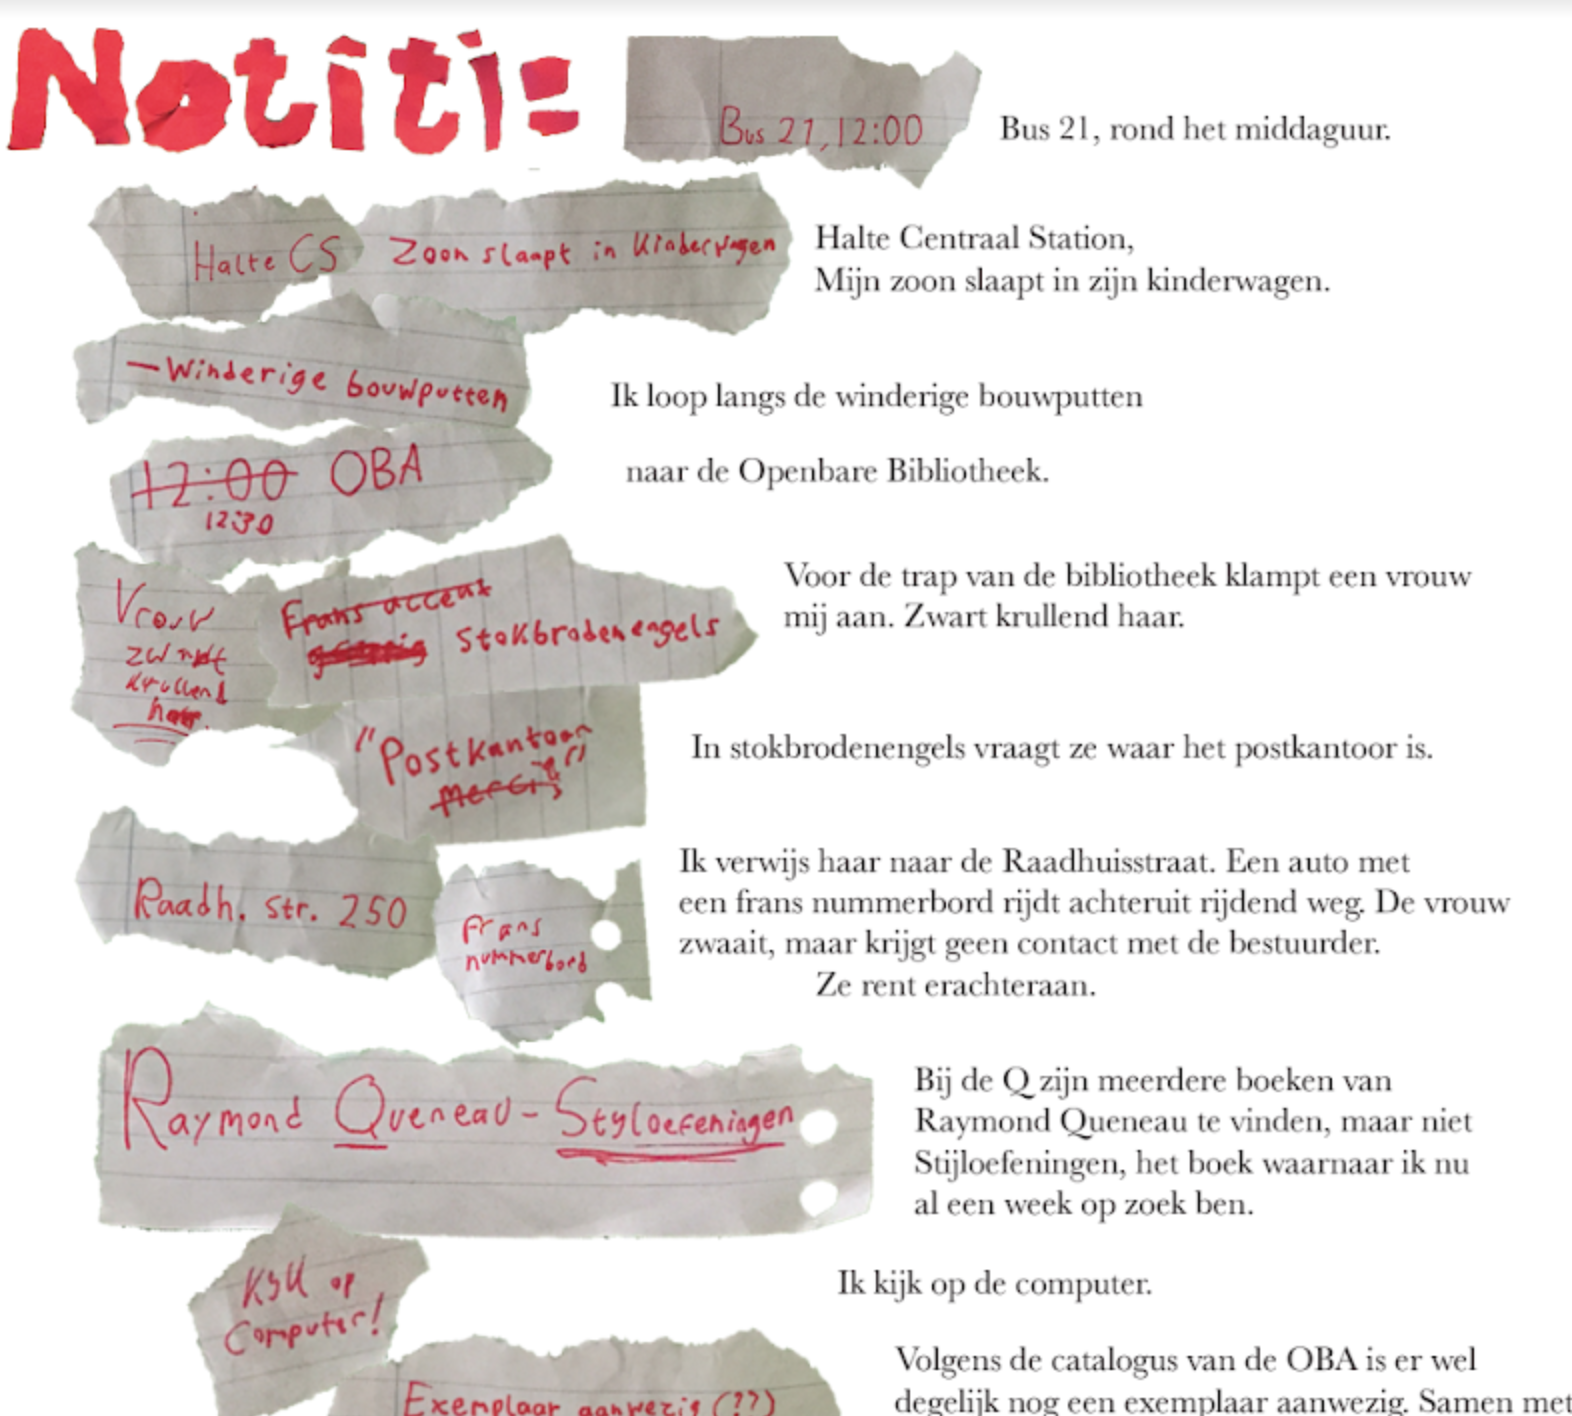 Notitie
Bus 21, 12:00
Bus 21, rond het middaguur.
Halte CS
Zoon slaapt in kinderwagen
Halte Centraal Station,
Mijn zoon slaapt in zijn kinderwagen.
— Winderige bouwputten
Ik loop langs de winderige bouwputten
12:00 OBA
12:30
naar de Openbare Bibliotheek.
Vrouw
zwart
krullend
haar.
Frans accent
stokbrodenengels
Voor de trap van de bibliotheek klampt een vrouw
mij aan. Zwart krullend haar.
"Postkantoor
In stokbrodenengels vraagt ze waar het postkantoor is.
Raadh. str. 250
Frans
nummerbord
Ik verwijs haar naar de Raadhuisstraat. Een auto met
een frans nummerbord rijdt achteruit rijdend weg. De vrouw
zwaait, maar krijgt geen contact met de bestuurder.
Ze rent erachteraan.
Raymond Queneau - Styloefeningen
Bij de Q zijn meerdere boeken van
Raymond Queneau te vinden, maar niet
Stijloefeningen, het boek waarnaar ik nu
al een week op zoek ben.
op
Computer!
Ik kijk op de computer.
Exemplaar aanwezig (??)
Volgens de catalogus van de OBA is er wel
degelijk nog een exemplaar aanwezig. Samen met